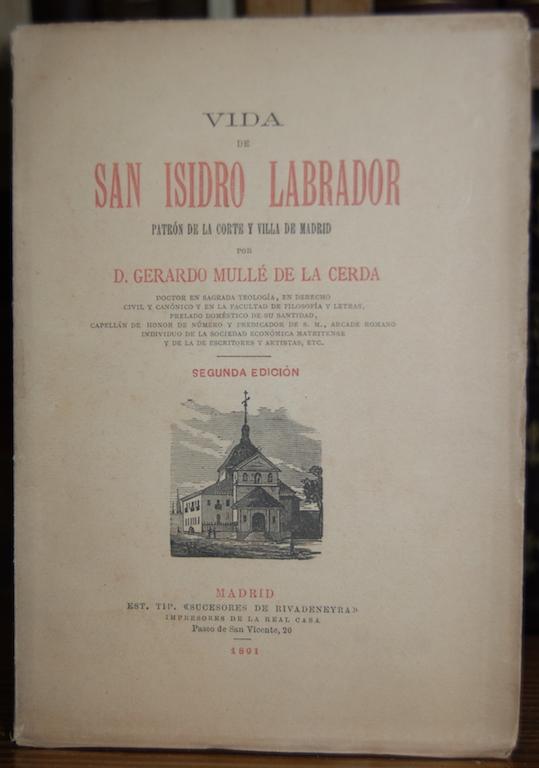 VIDA
DE
SAN ISIDRO LABRADOR
PATRÓN DE LA CORTE Y VILLA DE MADRID
POR
D. GERARDO MULLÉ DE LA CERDA
DOCTOR EN SAGRADA TEOLOGÍA, EN DERECHO
CIVIL Y CANÓNICO Y EN LA FACULTAD DE FILOSOFÍA Y LETRAS,
PRELADO DOMÉSTICO DE SU SANTIDAD,
CAPELLÁN DE HONOR DE NÚMERO Y PREDICADOR DE S. M., ARCADE ROMANO
INDIVIDUO DE LA SOCIEDAD ECONÓMICA MATRITENSE
Y DE LA DE ESCRITORES Y ARTISTAS, ETC.
SEGUNDA EDICIÓN
MADRID
EST. TIP. «SUCESORES DE RIVADENEYRA»
IMPRESORES DE LA REAL CASA
Paseo de San Vicente, 20
1891